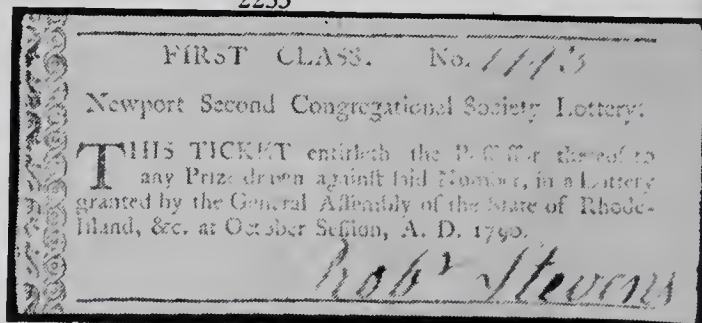 2235
FIRST CLASS. No.
Newport Second Congregational Society Lottery:
THIS TICKET entitleth the Poſſeſſor thereof to
any Prize drawn againſt ſaid Number, in a Lottery
granted by the General Aſſembly of the State of Rhode-
Iſland, &c. at October Seſſion, A. D. 1790.
Robt Stevens